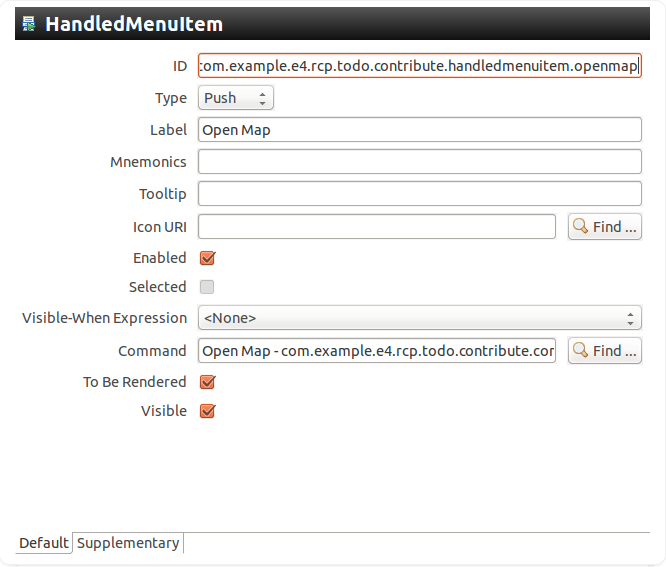 HandledMenuItem
ID com.example.e4.rcp.todo.contribute.handledmenuitem.openmap
Type Push
Label Open Map
Mnemonics
Tooltip
Icon URI Find ...
Enabled
Selected
Visible-When Expression <None>
Command Open Map - com.example.e4.rcp.todo.contribute.cor Find ...
To Be Rendered
Visible
Default Supplementary